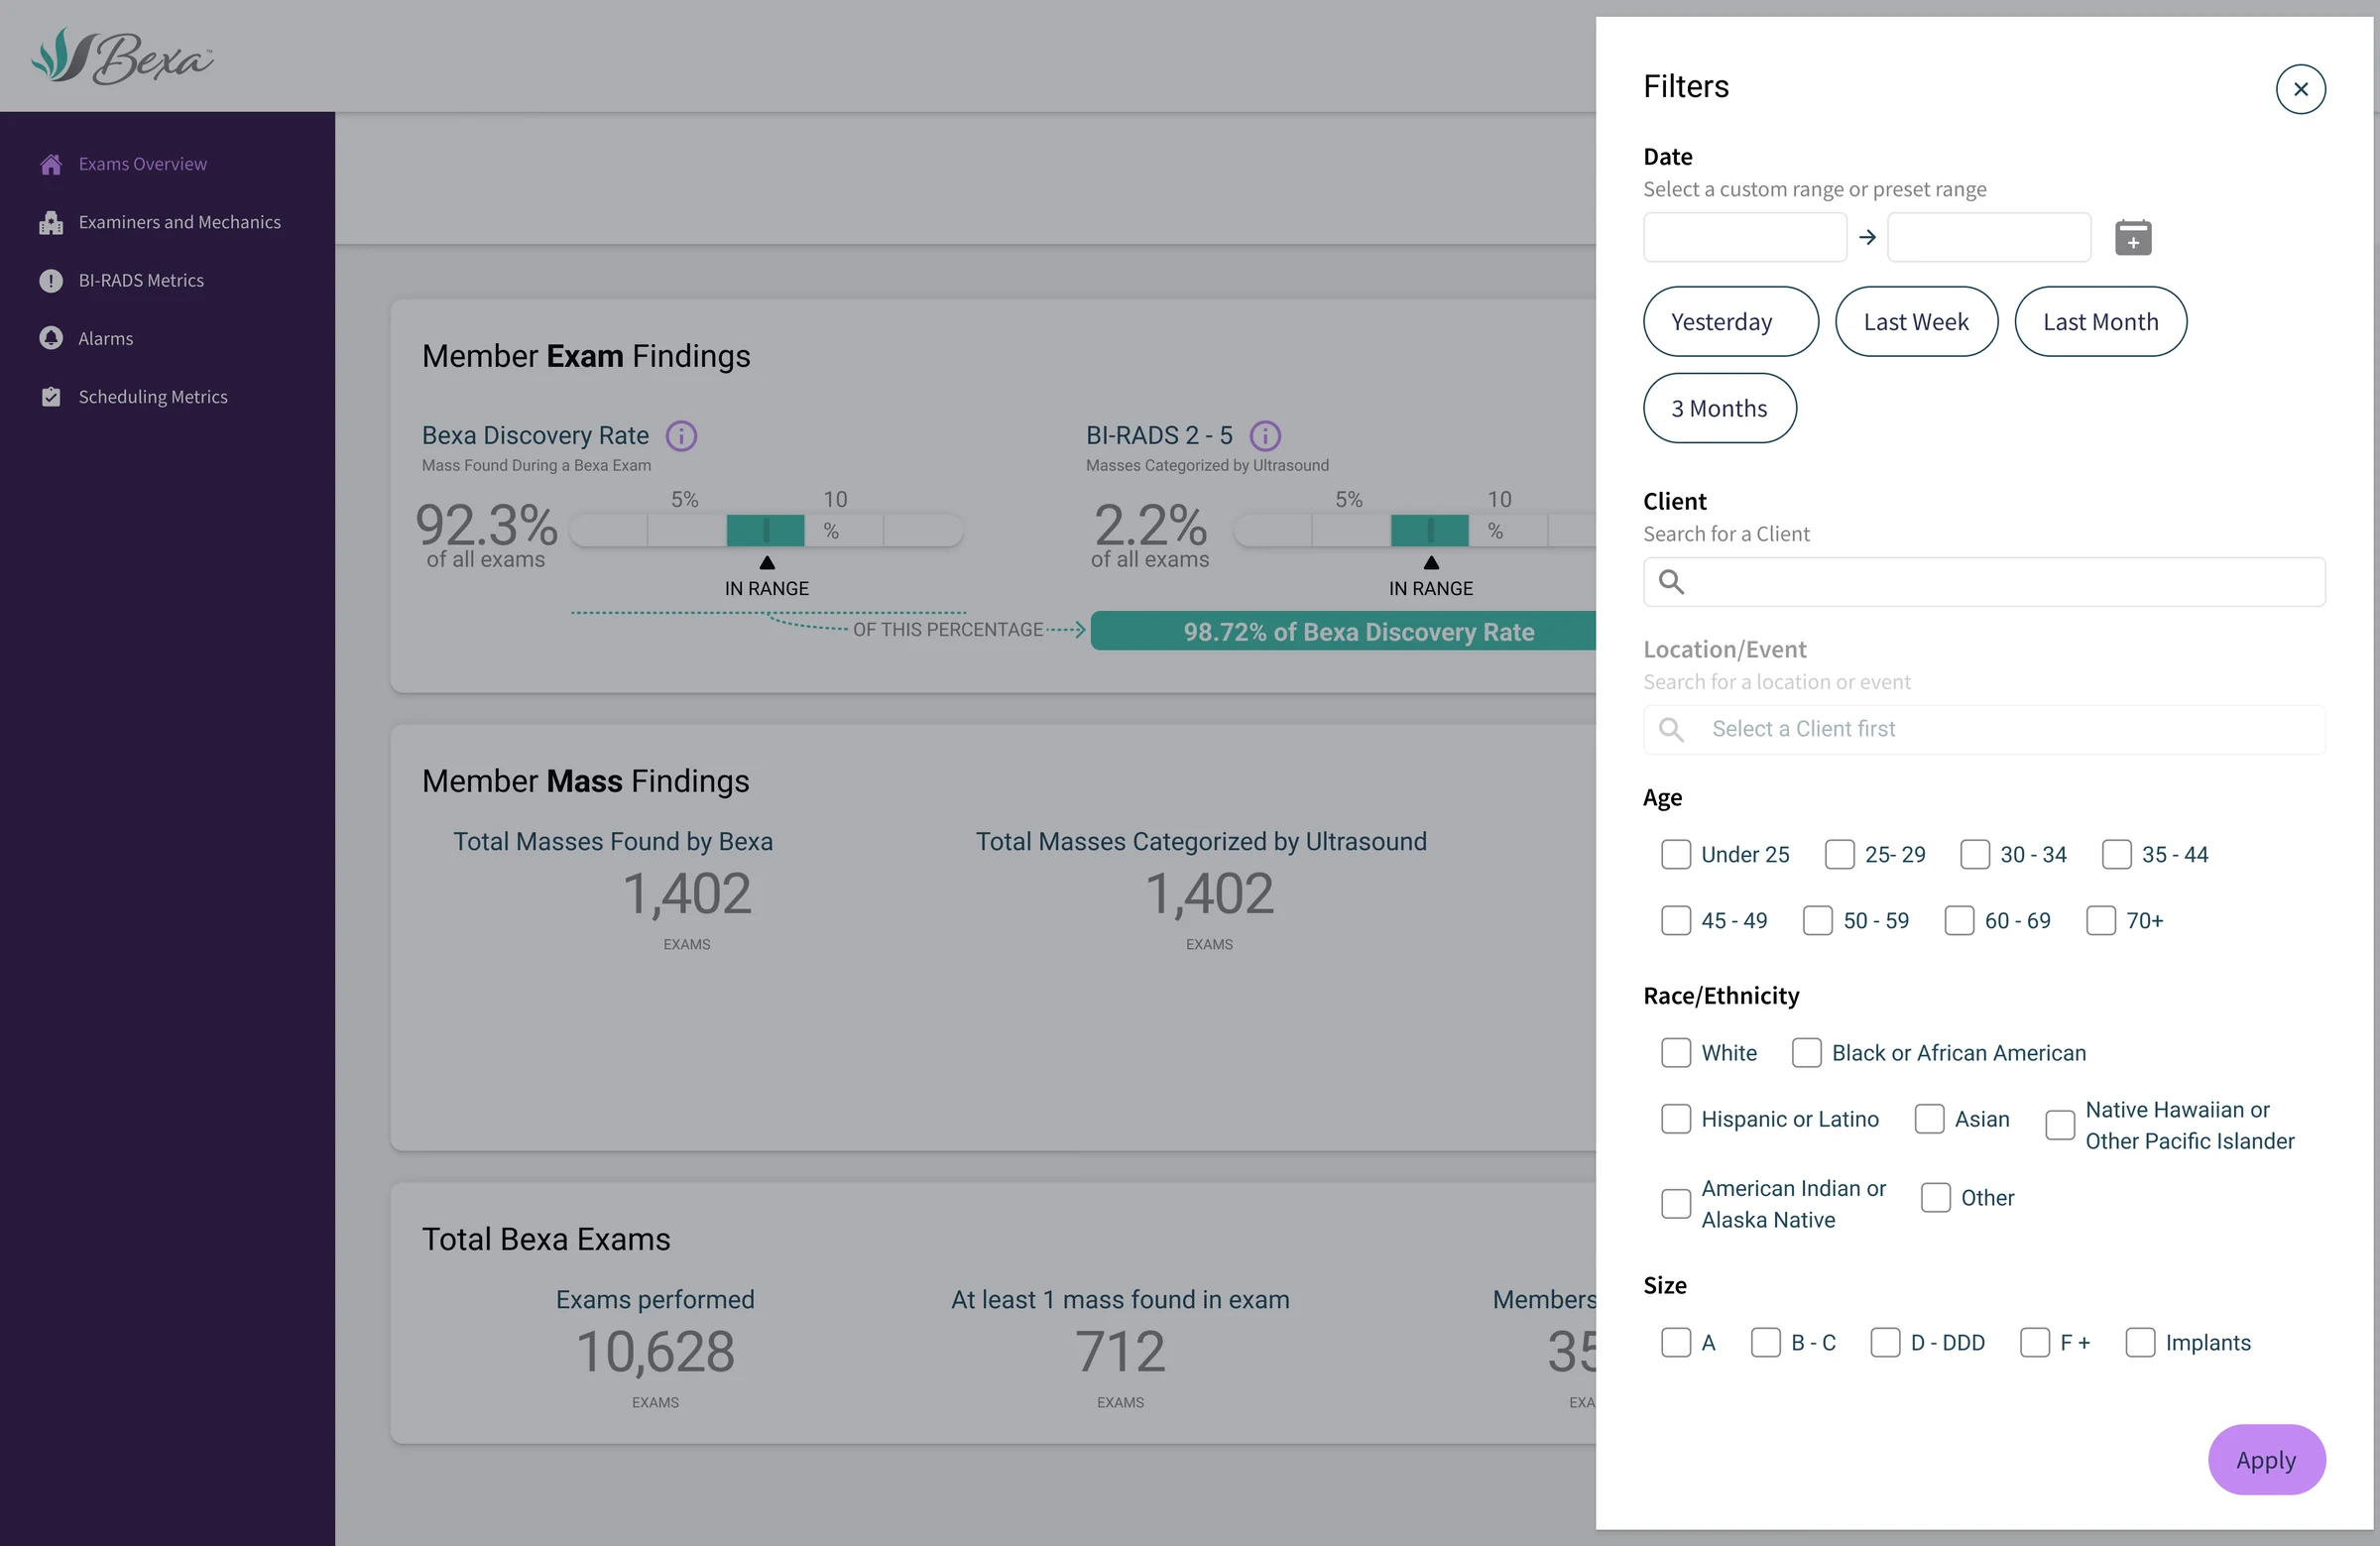 Bexa™
Exams Overview
Examiners and Mechanics
BI-RADS Metrics
Alarms
Scheduling Metrics
Member Exam Findings
Bexa Discovery Rate
Mass Found During a Bexa Exam
92.3%
of all exams
5%
10
%
IN RANGE
OF THIS PERCENTAGE
BI-RADS 2 - 5
Masses Categorized by Ultrasound
2.2%
of all exams
5%
10
%
IN RANGE
98.72% of Bexa Discovery Rate
Member Mass Findings
Total Masses Found by Bexa
1,402
EXAMS
Total Masses Categorized by Ultrasound
1,402
EXAMS
Total Bexa Exams
Exams performed
10,628
EXAMS
At least 1 mass found in exam
712
EXAMS
Members
35
EXA
Filters
Date
Select a custom range or preset range
Yesterday
Last Week
Last Month
3 Months
Client
Search for a Client
Location/Event
Search for a location or event
Select a Client first
Age
Under 25
25- 29
30 - 34
35 - 44
45 - 49
50 - 59
60 - 69
70+
Race/Ethnicity
White
Black or African American
Hispanic or Latino
Asian
Native Hawaiian or
Other Pacific Islander
American Indian or
Alaska Native
Other
Size
A
B - C
D - DDD
F +
Implants
Apply